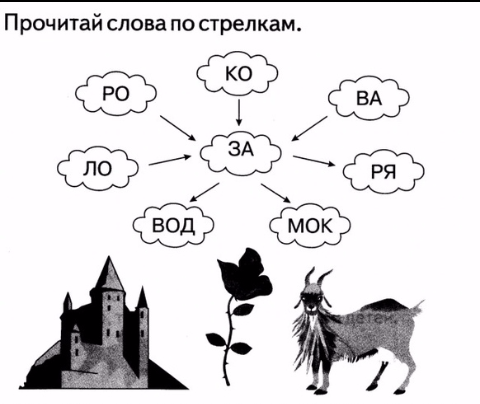 Прочитай слова по стрелкам.
КО
РО
ВА
ЗА
ЛО
РЯ
ВОД
МОК